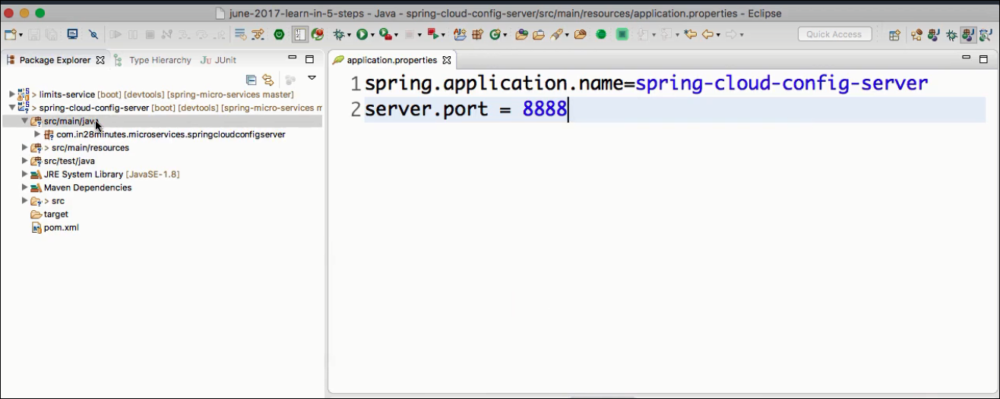 june-2017-learn-in-5-steps - Java - spring-cloud-config-server/src/main/resources/application.properties - Eclipse
Quick Access
Package Explorer Type Hierarchy Ju JUnit
application.properties
> limits-service [boot] [devtools] [spring-micro-services master]
> spring-cloud-config-server [boot] [devtools] [spring-micro-services m
src/main/java
com.in28minutes.microservices.springcloudconfigserver
> src/main/resources
src/test/java
JRE System Library [JavaSE-1.8]
Maven Dependencies
> src
target
pom.xml
1 spring.application.name=spring-cloud-config-server
2 server.port = 8888